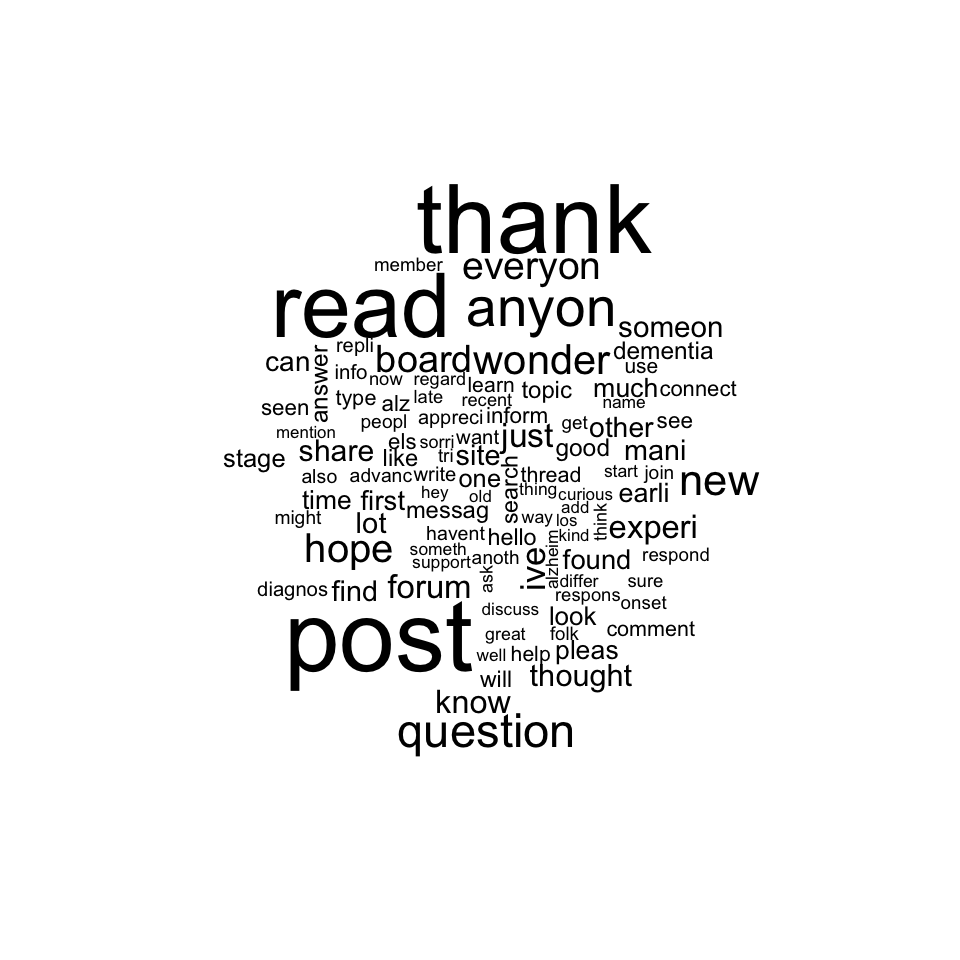 thank
member everyon
read anyon
someon
repli board wonder dementia
can answer info now regard learn topic much connect use
seen type alz late recent name
mention peopl appreci inform get other see
stage share els sorri want just good mani
like tri site
also advanc write one search thread start join new
time first hey old thing curious earli
might lot messag way los add think experi
havent hello kind
hope someth anoth ive alzheim found respond
support
diagnos find forum ask differ sure
respons onset
post discuss look comment
great folk
well help pleas
will thought
know
question